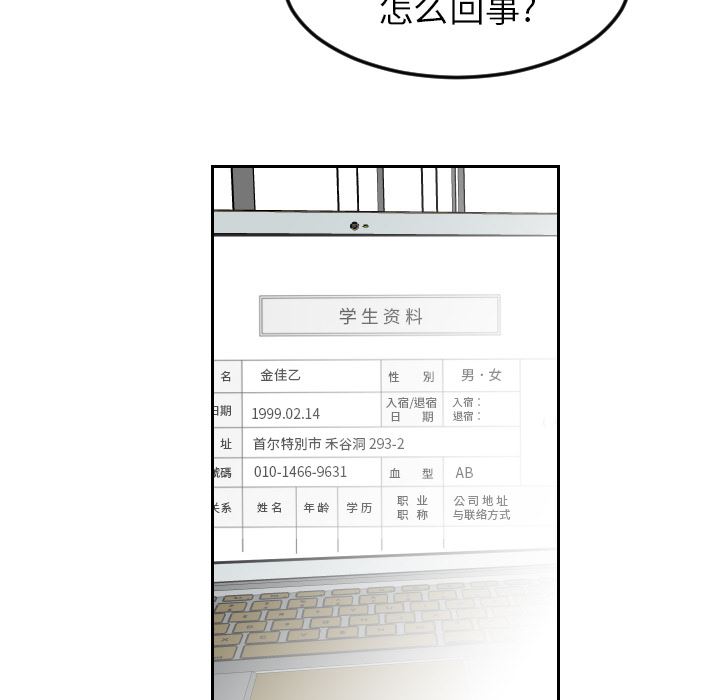 怎么回事?
学生资料
名 金佳乙 性 別 男·女
日期 1999.02.14 入宿/退宿日 期 入宿: 退宿:
址 首尔特別市 禾谷洞 293-2
號碼 010-1466-9631 血 型 AB
关系 姓名 年龄 学历 职业 职称 公司地址与联络方式